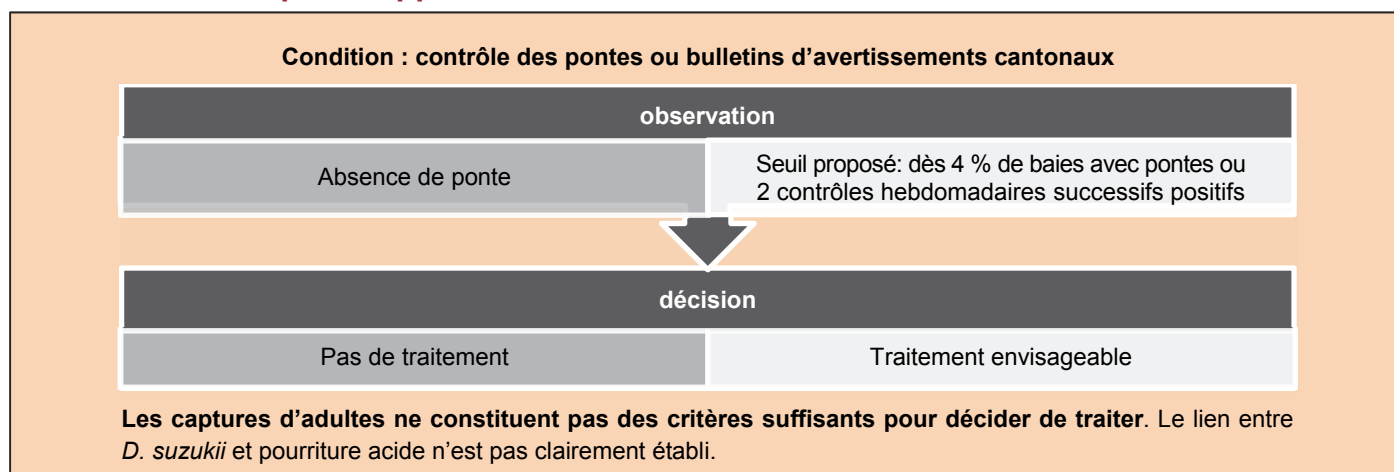 Condition : contrôle des pontes ou bulletins d’avertissements cantonaux
observation
Absence de ponte
Seuil proposé: dès 4 % de baies avec pontes ou
2 contrôles hebdomadaires successifs positifs
décision
Pas de traitement
Traitement envisageable
Les captures d’adultes ne constituent pas des critères suffisants pour décider de traiter. Le lien entre
D. suzukii et pourriture acide n’est pas clairement établi.